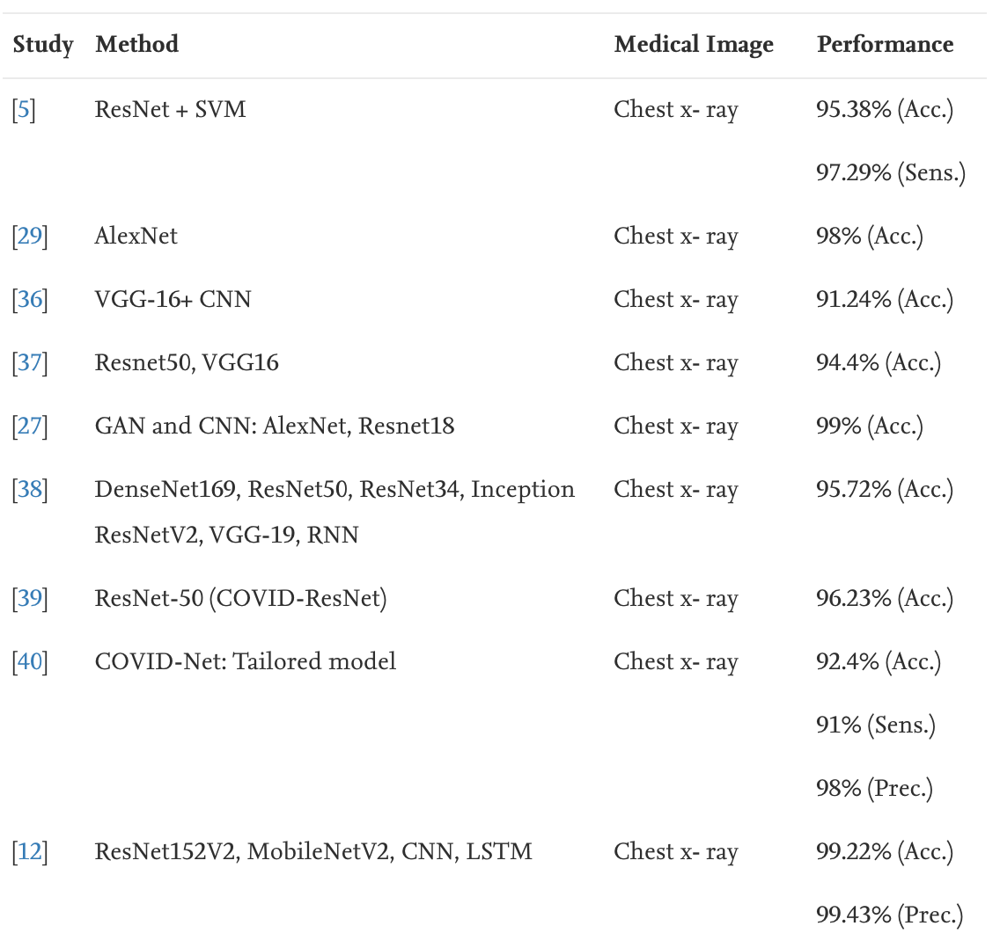 Study Method Medical Image Performance
[5] ResNet + SVM Chest x- ray 95.38% (Acc.)
97.29% (Sens.)
[29] AlexNet Chest x- ray 98% (Acc.)
[36] VGG-16+ CNN Chest x- ray 91.24% (Acc.)
[37] Resnet50, VGG16 Chest x- ray 94.4% (Acc.)
[27] GAN and CNN: AlexNet, Resnet18 Chest x- ray 99% (Acc.)
[38] DenseNet169, ResNet50, ResNet34, Inception Chest x- ray 95.72% (Acc.)
ResNetV2, VGG-19, RNN
[39] ResNet-50 (COVID-ResNet) Chest x- ray 96.23% (Acc.)
[40] COVID-Net: Tailored model Chest x- ray 92.4% (Acc.)
91% (Sens.)
98% (Prec.)
[12] ResNet152V2, MobileNetV2, CNN, LSTM Chest x- ray 99.22% (Acc.)
99.43% (Prec.)